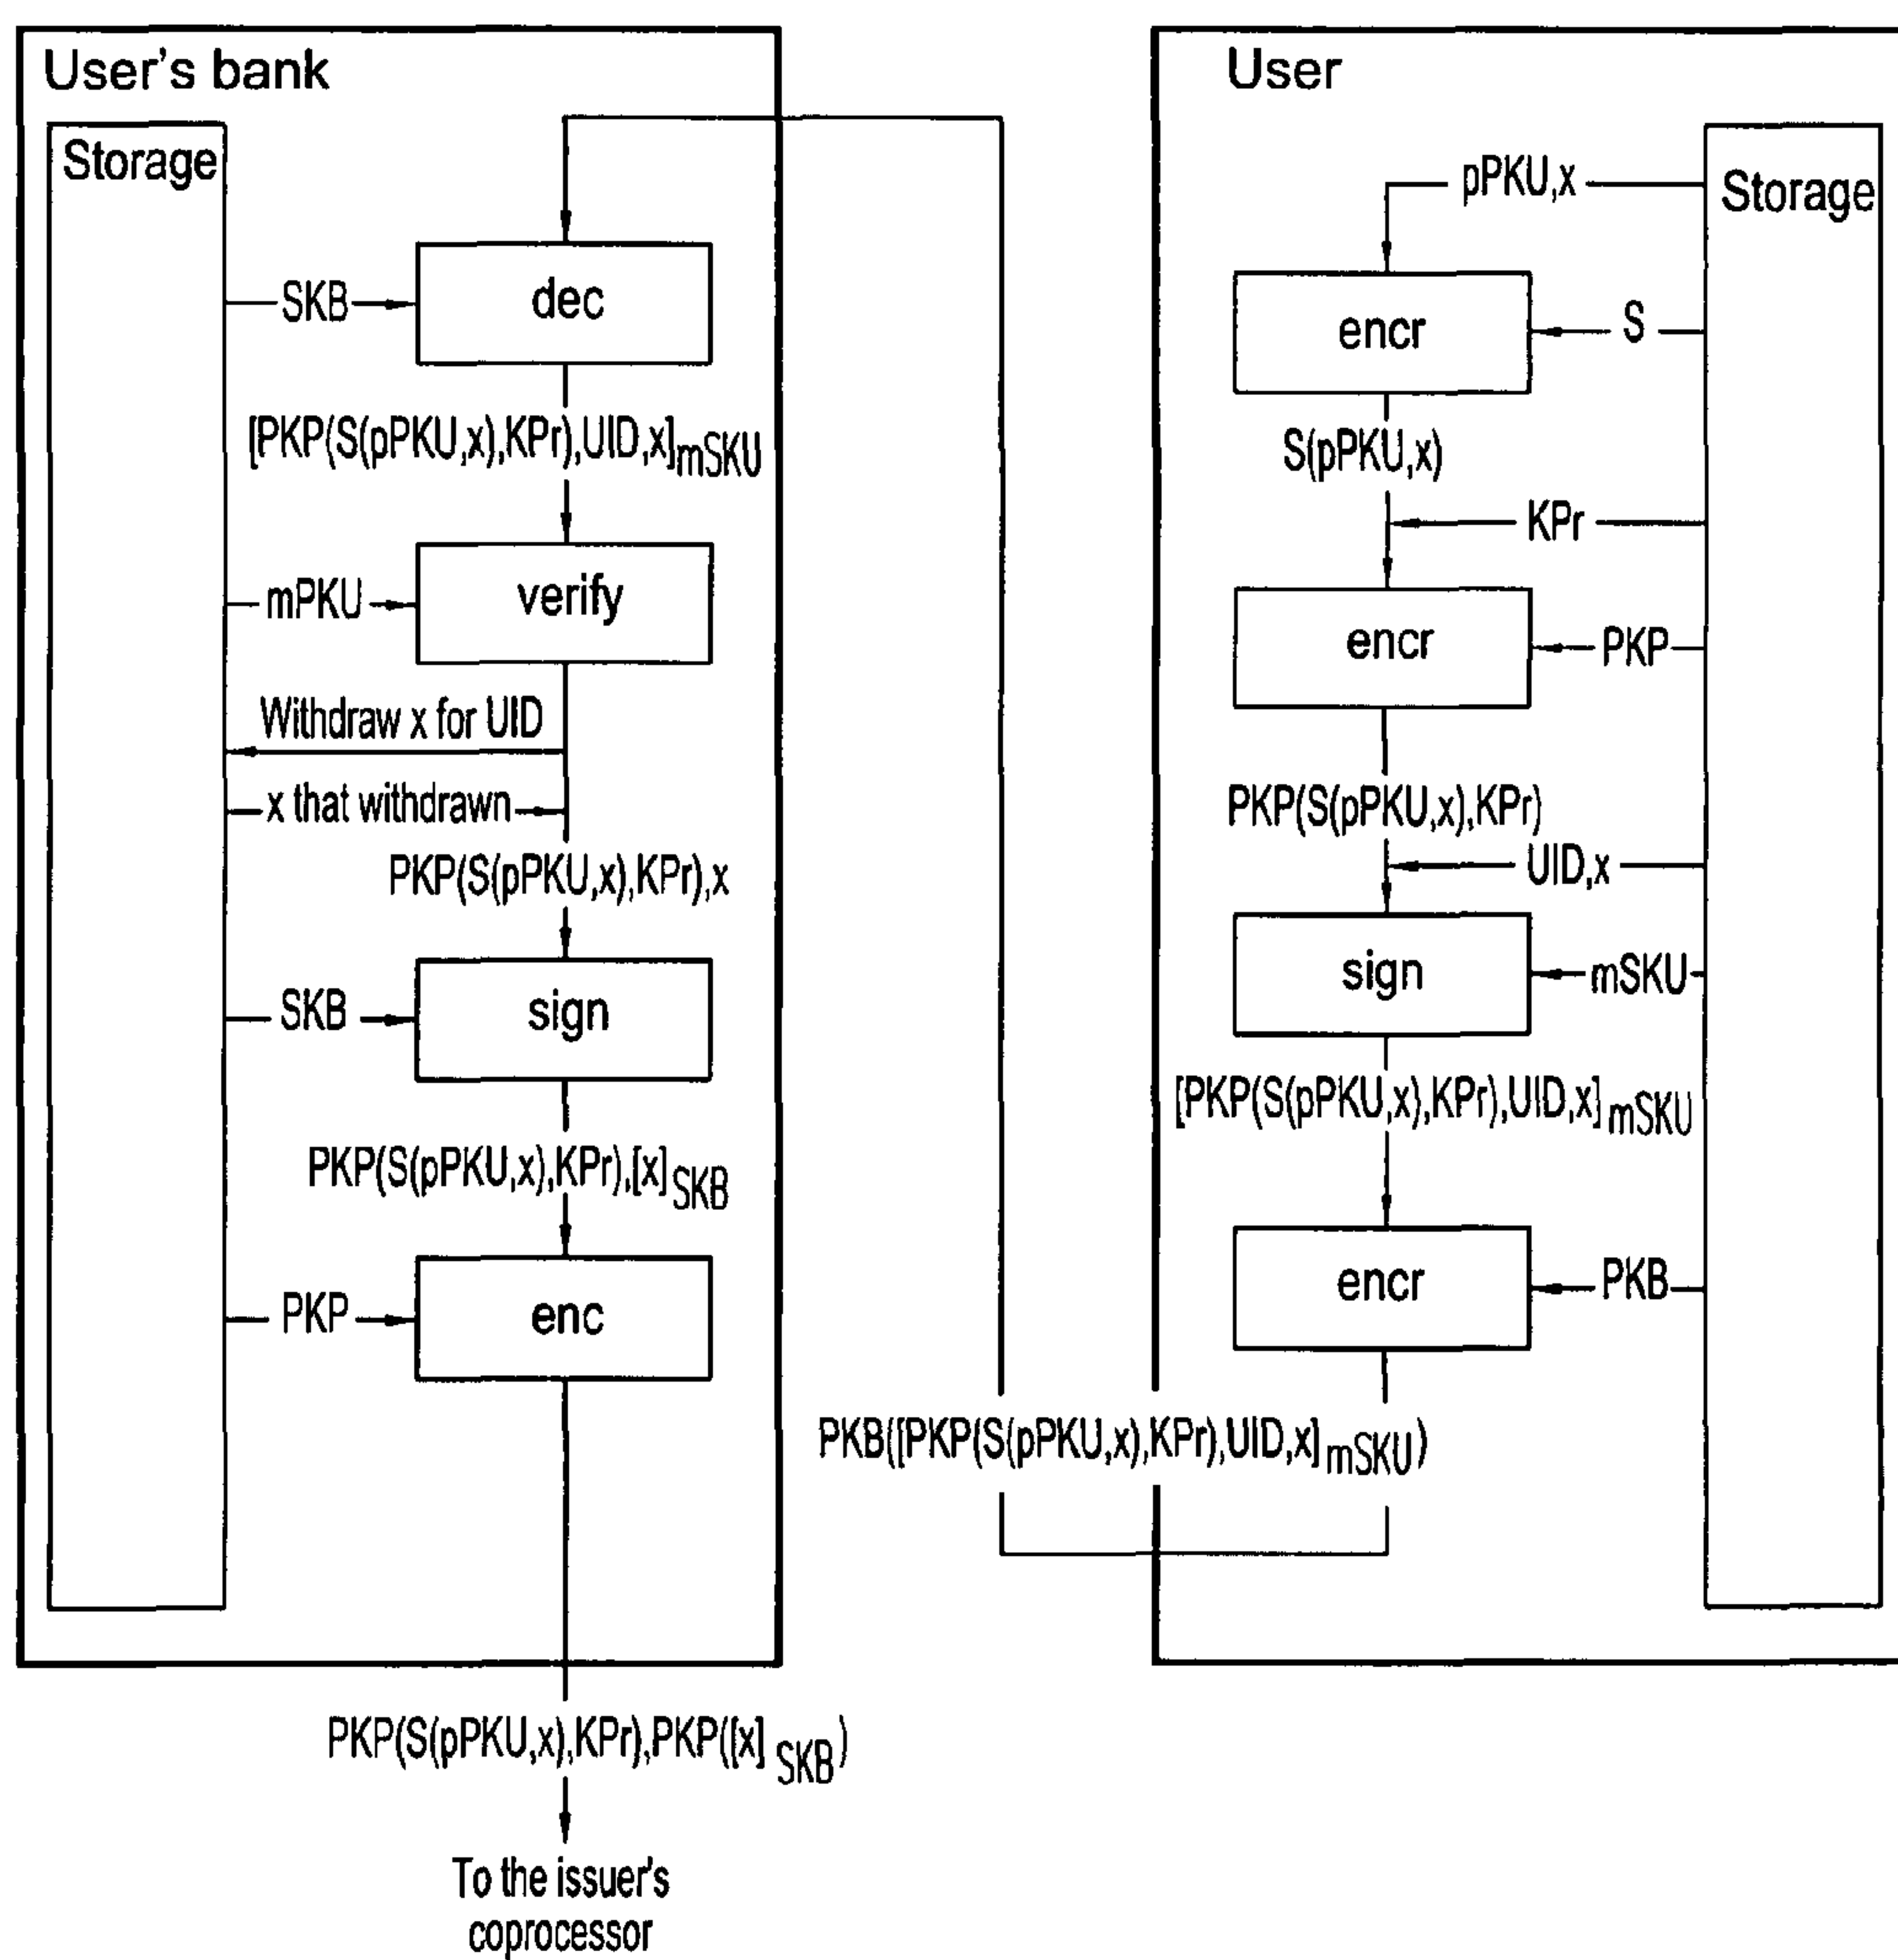 User's bank
Storage
SKB
dec
[PKP(S(pPKU,x),KPr),UID,x]mSKU
mPKU
verify
Withdraw x for UID
x that withdrawn
PKP(S(pPKU,x),KPr),x
SKB
sign
PKP(S(pPKU,x),KPr),[x]SKB
PKP
enc
PKP(S(pPKU,x),KPr),PKP([x]SKB)
To the issuer's
coprocessor
User
Storage
pPKU,x
encr
S
S(pPKU,x)
KPr
encr
PKP
PKP(S(pPKU,x),KPr)
UID,x
sign
mSKU
[PKP(S(pPKU,x),KPr),UID,x]mSKU
encr
PKB
PKB([PKP(S(pPKU,x),KPr),UID,x]mSKU)